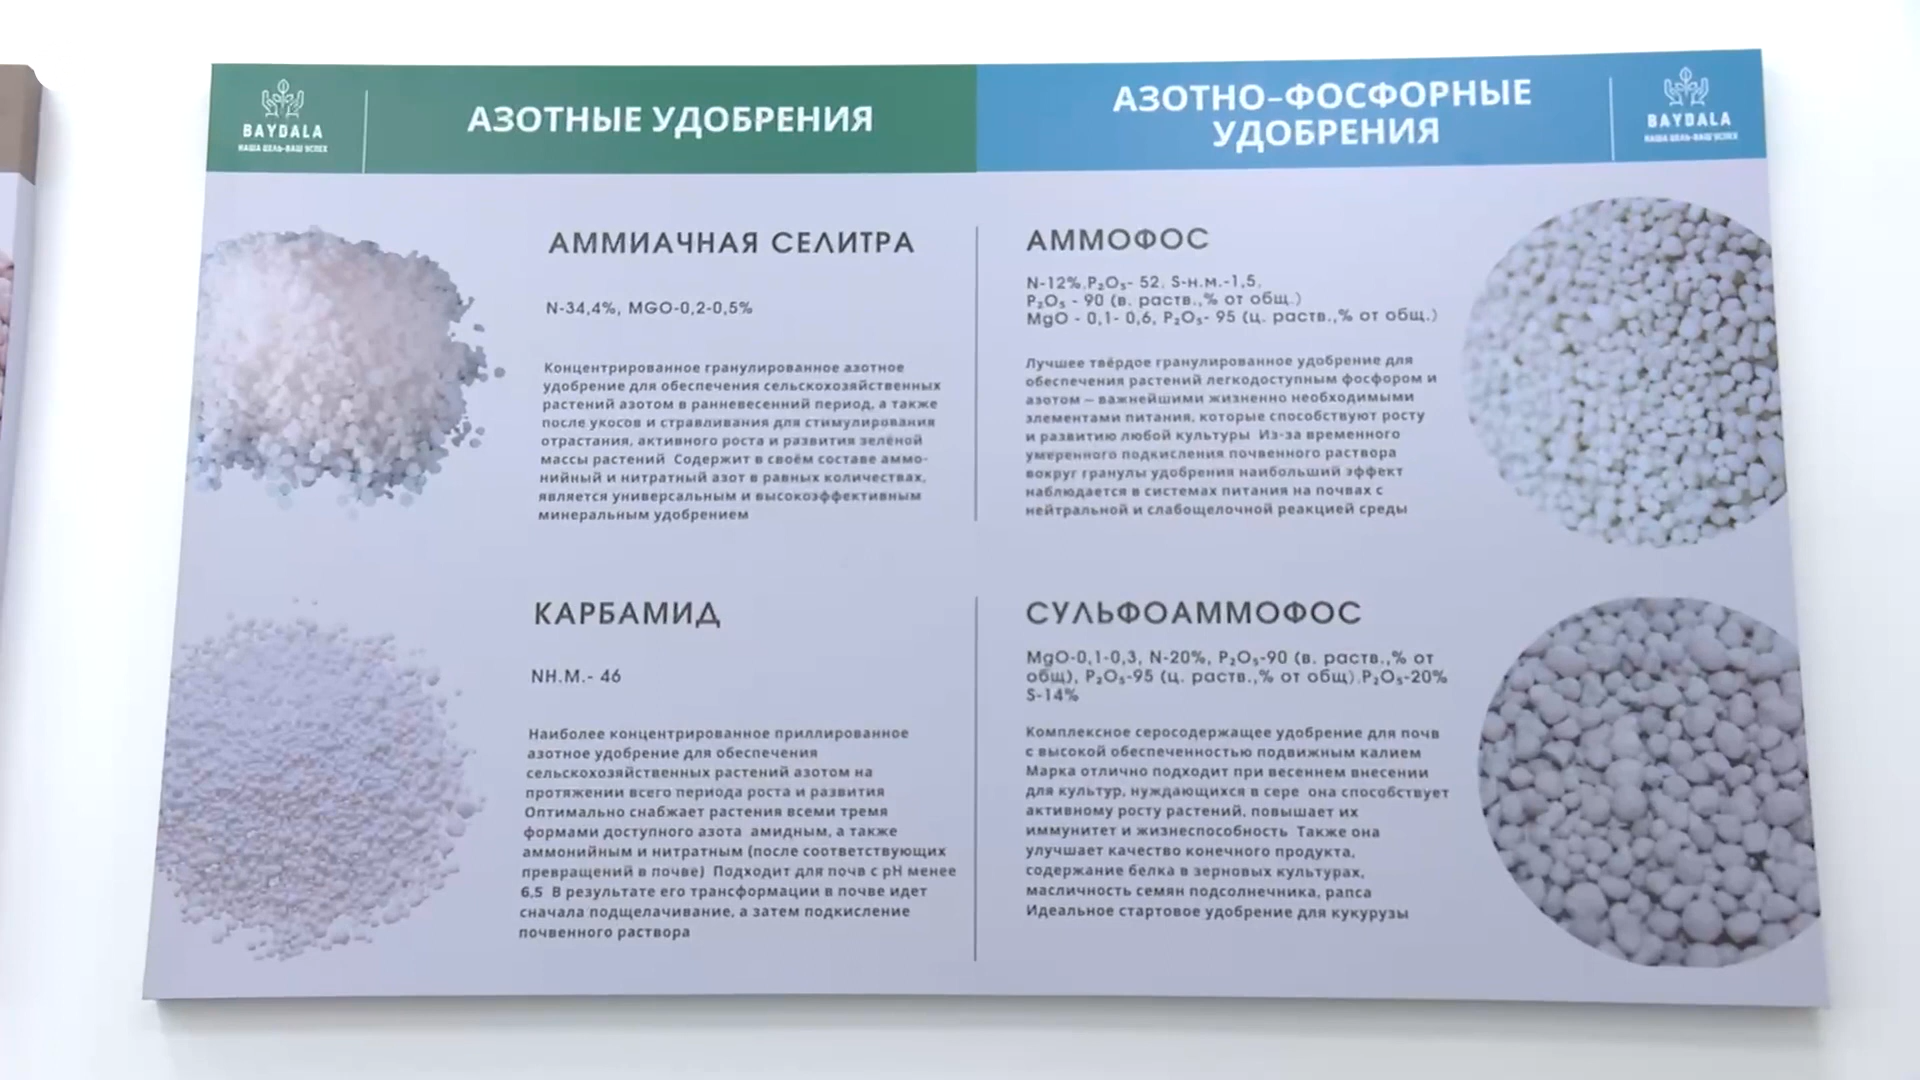 BAYDALA
НАША ЦЕЛЬ-ВАШ УСПЕХ
АЗОТНЫЕ УДОБРЕНИЯ
АММИАЧНАЯ СЕЛИТРА
N-34,4%, MGO-0,2-0,5%
Концентрированное гранулированное азотное
удобрение для обеспечения сельскохозяйственных
растений азотом в ранневесенний период, а также
после укосов и стравливания для стимулирования
отрастания, активного роста и развития зелёной
массы растений Содержит в своём составе аммо-
нийный и нитратный азот в равных количествах,
является универсальным и высокоэффективным
минеральным удобрением
КАРБАМИД
NН.М.- 46
Наиболее концентрированное приллированное
азотное удобрение для обеспечения
сельскохозяйственных растений азотом на
протяжении всего периода роста и развития
Оптимально снабжает растения всеми тремя
формами доступного азота амидным, а также
аммонийным и нитратным (после соответствующих
превращений в почве) Подходит для почв с pH менее
6.5 В результате его трансформации в почве идет
сначала подщелачивание, а затем подкисление
почвенного раствора
АЗОТНО-ФОСФОРНЫЕ
УДОБРЕНИЯ
BAYDALA
НАША ЦЕЛЬ-ВАШ УСПЕХ
АММОФОС
N-12%,P₂O₅- 52, S-н.м.-1,5,
P₂O₅ - 90 (в. раств.,% от общ.)
MgO - 0,1- 0,6, P₂O₅- 95 (ц. раств.,% от общ.)
Лучшее твёрдое гранулированное удобрение для
обеспечения растений легкодоступным фосфором и
азотом — важнейшими жизненно необходимыми
элементами питания, которые способствуют росту
и развитию любой культуры Из-за временного
умеренного подкисления почвенного раствора
вокруг гранулы удобрения наибольший эффект
наблюдается в системах питания на почвах с
нейтральной и слабощелочной реакцией среды
СУЛЬФОАММОФОС
MgO-0,1-0,3, N-20%, P₂O₅-90 (в. раств.,% от
общ), P₂O₅-95 (ц. раств.,% от общ),P₂O₅-20%
S-14%
Комплексное серосодержащее удобрение для почв
с высокой обеспеченностью подвижным калием
Марка отлично подходит при весеннем внесении
для культур, нуждающихся в сере она способствует
активному росту растений, повышает их
иммунитет и жизнеспособность Также она
улучшает качество конечного продукта,
содержание белка в зерновых культурах,
масличность семян подсолнечника, рапса
Идеальное стартовое удобрение для кукурузы